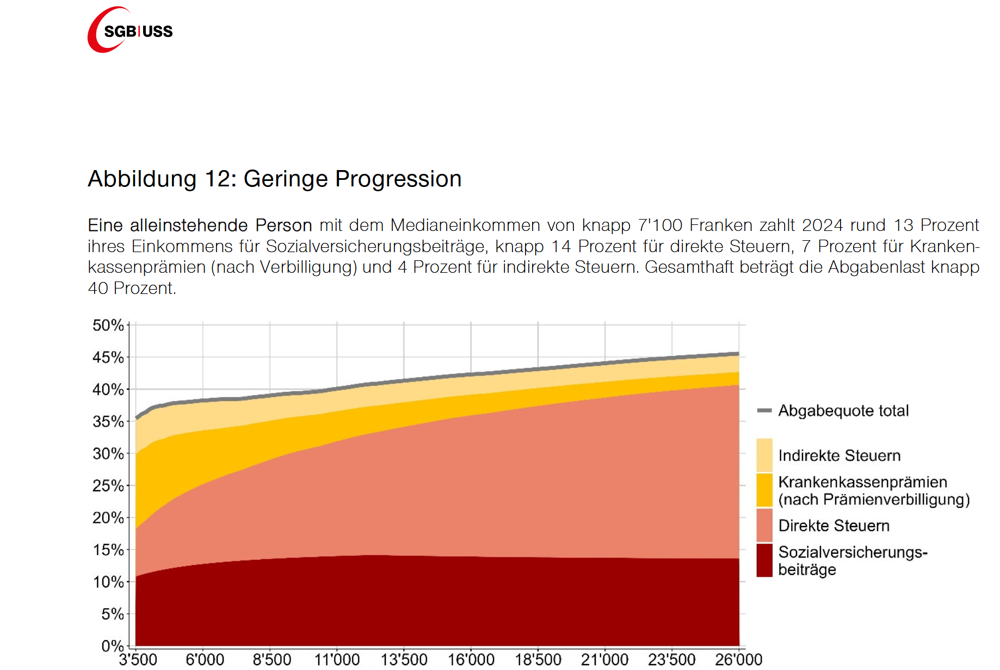 SGB|USS
Abbildung 12: Geringe Progression
Eine alleinstehende Person mit dem Medianeinkommen von knapp 7'100 Franken zahlt 2024 rund 13 Prozent
ihres Einkommens für Sozialversicherungsbeiträge, knapp 14 Prozent für direkte Steuern, 7 Prozent für Kranken-
kassenprämien (nach Verbilligung) und 4 Prozent für indirekte Steuern. Gesamthaft beträgt die Abgabenlast knapp
40 Prozent.
50%
45%
40%
35%
30%
25%
20%
15%
10%
5%
0%
3'500 6'000 8'500 11'000 13'500 16'000 18'500 21'000 23'500 26'000
Abgabequote total
Indirekte Steuern
Krankenkassenprämien
(nach Prämienverbilligung)
Direkte Steuern
Sozialversicherungs-
beiträge